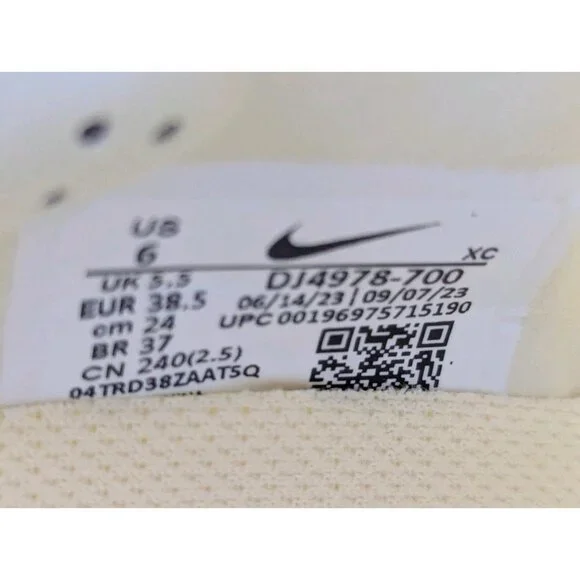 US
6
UK 5.5
EUR 38.5
cm 24
BR 37
CN 240(2.5)
04TRD38ZAAT5Q
XC
DJ4978-700
06/14/23 | 09/07/23
UPC 00196975715190